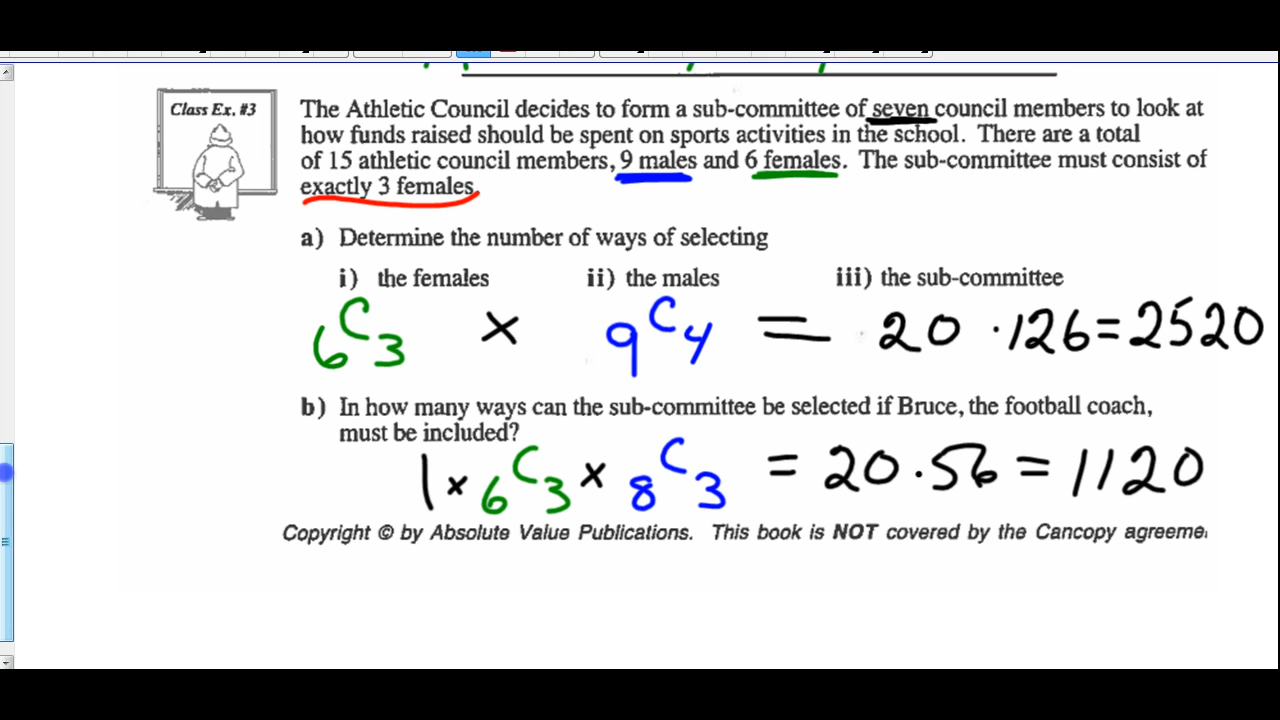 Class Ex. #3
The Athletic Council decides to form a sub-committee of seven council members to look at
how funds raised should be spent on sports activities in the school. There are a total
of 15 athletic council members, 9 males and 6 females. The sub-committee must consist of
exactly 3 females.
a) Determine the number of ways of selecting
i) the females ii) the males iii) the sub-committee
6C3 × 9C4 = 20 · 126 = 2520
b) In how many ways can the sub-committee be selected if Bruce, the football coach,
must be included?
1 × 6C3 × 8C3 = 20 · 56 = 1120
Copyright © by Absolute Value Publications. This book is NOT covered by the Cancopy agreeme